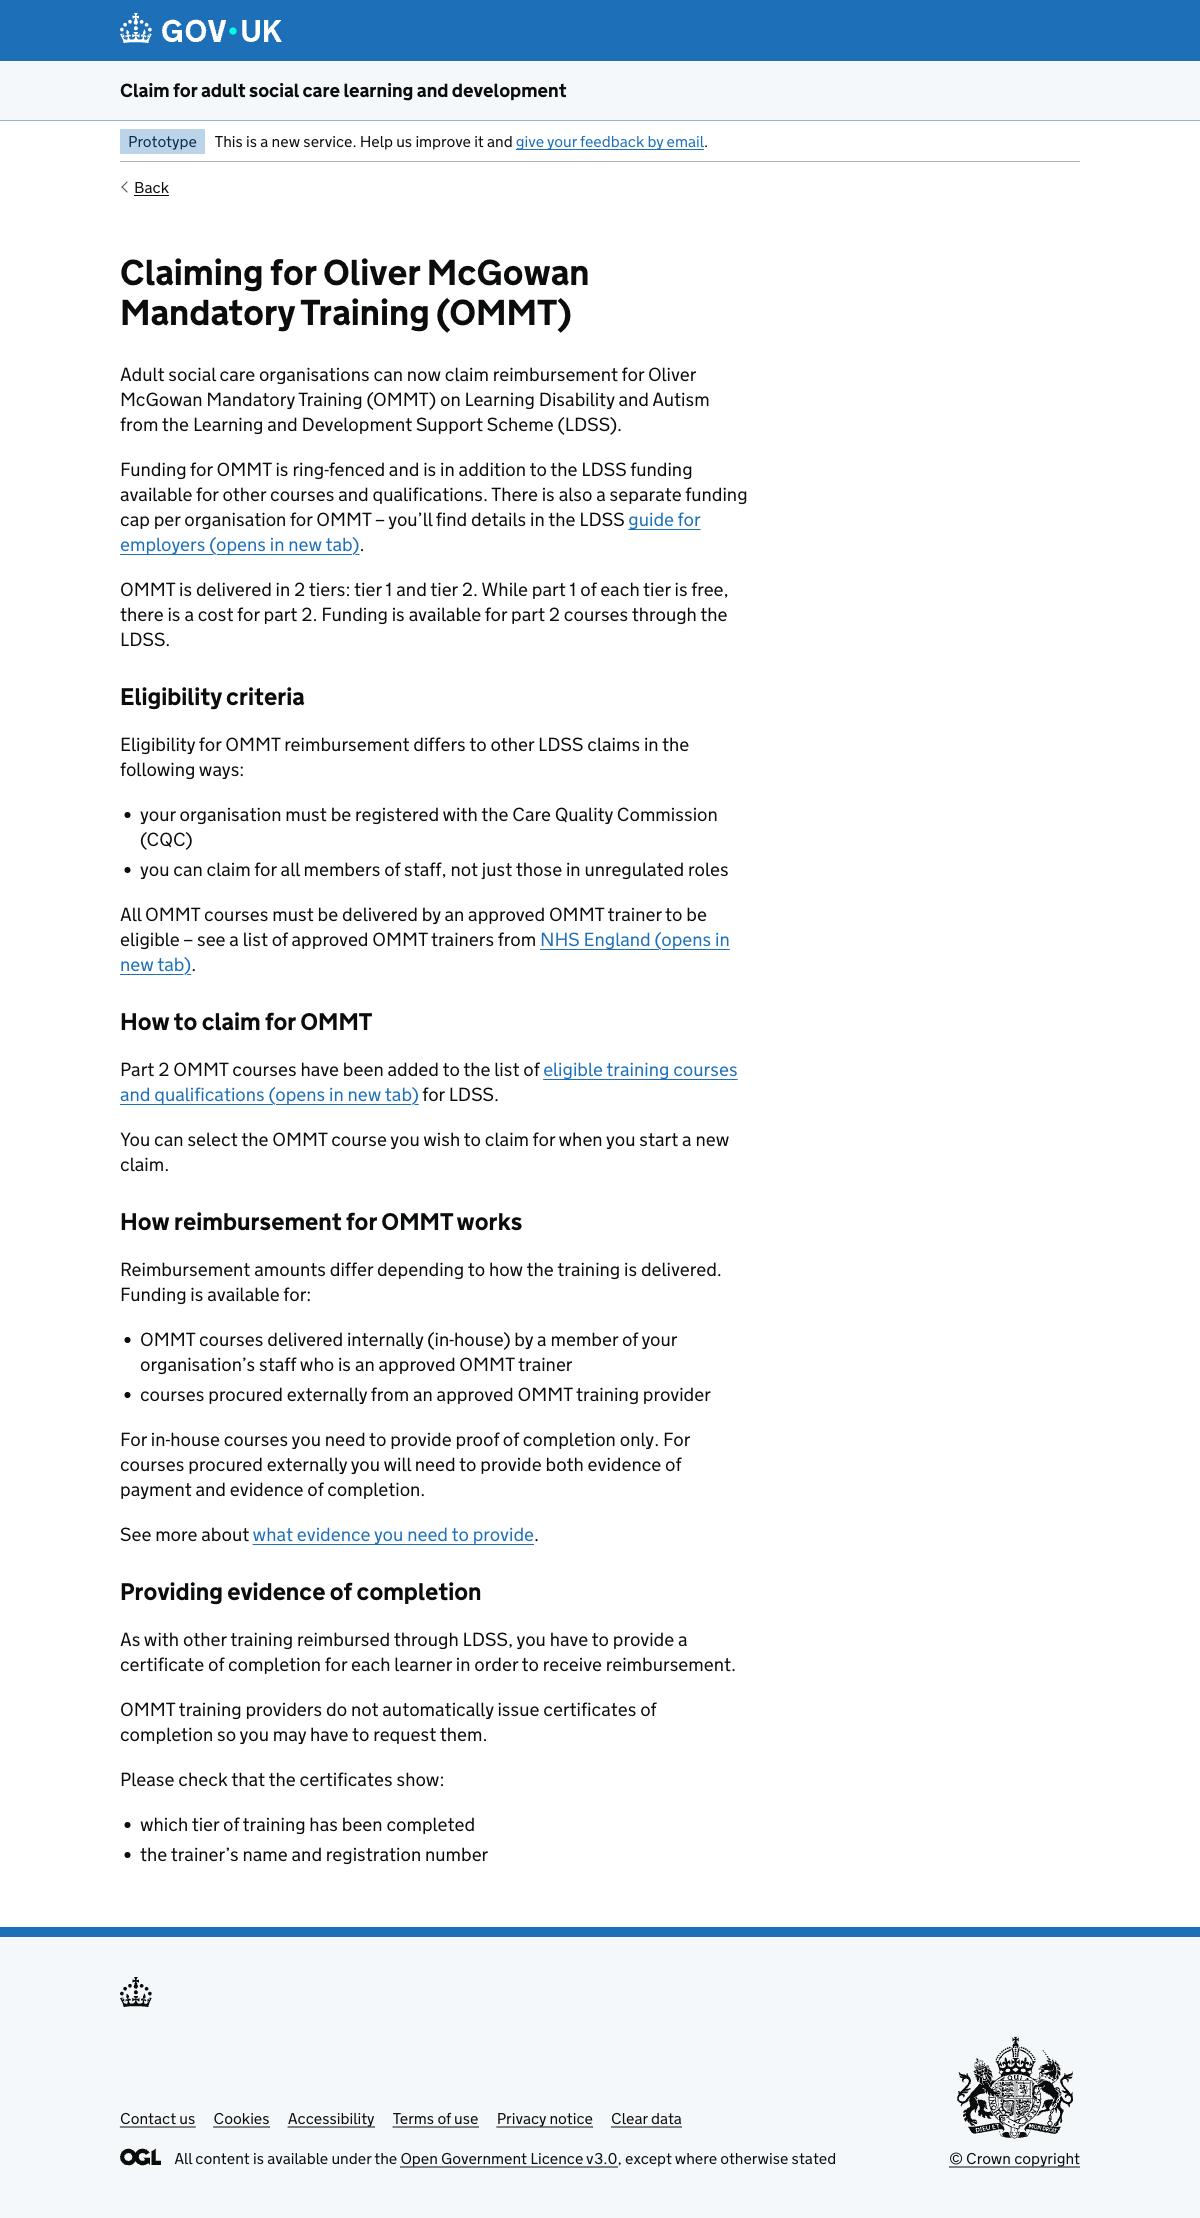 GOV·UK
Claim for adult social care learning and development
Prototype This is a new service. Help us improve it and give your feedback by email.
Back
Claiming for Oliver McGowan
Mandatory Training (OMMT)
Adult social care organisations can now claim reimbursement for Oliver
McGowan Mandatory Training (OMMT) on Learning Disability and Autism
from the Learning and Development Support Scheme (LDSS).
Funding for OMMT is ring-fenced and is in addition to the LDSS funding
available for other courses and qualifications. There is also a separate funding
cap per organisation for OMMT – you’ll find details in the LDSS guide for
employers (opens in new tab).
OMMT is delivered in 2 tiers: tier 1 and tier 2. While part 1 of each tier is free,
there is a cost for part 2. Funding is available for part 2 courses through the
LDSS.
Eligibility criteria
Eligibility for OMMT reimbursement differs to other LDSS claims in the
following ways:
• your organisation must be registered with the Care Quality Commission
(CQC)
• you can claim for all members of staff, not just those in unregulated roles
All OMMT courses must be delivered by an approved OMMT trainer to be
eligible – see a list of approved OMMT trainers from NHS England (opens in
new tab).
How to claim for OMMT
Part 2 OMMT courses have been added to the list of eligible training courses
and qualifications (opens in new tab) for LDSS.
You can select the OMMT course you wish to claim for when you start a new
claim.
How reimbursement for OMMT works
Reimbursement amounts differ depending to how the training is delivered.
Funding is available for:
• OMMT courses delivered internally (in-house) by a member of your
organisation’s staff who is an approved OMMT trainer
• courses procured externally from an approved OMMT training provider
For in-house courses you need to provide proof of completion only. For
courses procured externally you will need to provide both evidence of
payment and evidence of completion.
See more about what evidence you need to provide.
Providing evidence of completion
As with other training reimbursed through LDSS, you have to provide a
certificate of completion for each learner in order to receive reimbursement.
OMMT training providers do not automatically issue certificates of
completion so you may have to request them.
Please check that the certificates show:
• which tier of training has been completed
• the trainer’s name and registration number
Contact us Cookies Accessibility Terms of use Privacy notice Clear data
OGL All content is available under the Open Government Licence v3.0, except where otherwise stated
© Crown copyright